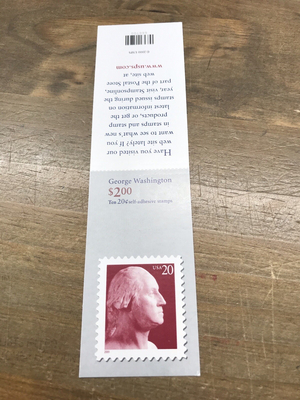 Have you visited our
web site lately? If you
want to see what's new
in stamps and stamp
products, or get the
latest information on
stamps issued during the
year, visit Stampsonline,
part of the Postal Store
web site, at
www.usps.com
George Washington
$2.00
Ten 20¢ self-adhesive stamps
USA 20